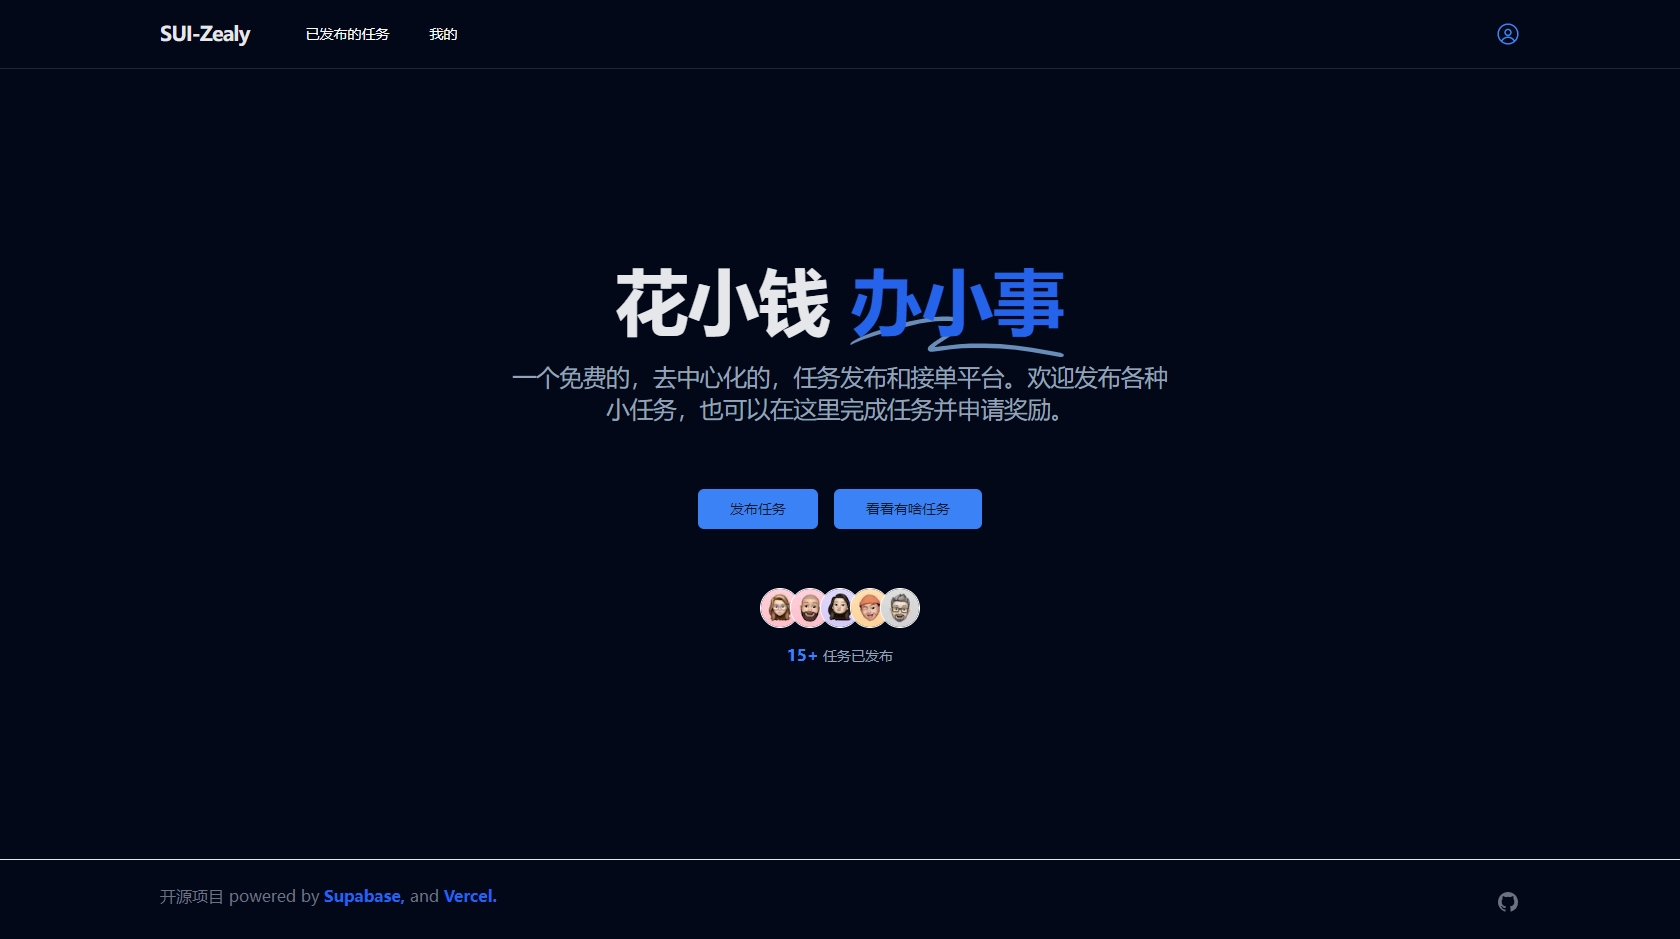 SUI-Zealy
已发布的任务
我的
花小钱 办小事
一个免费的，去中心化的，任务发布和接单平台。欢迎发布各种
小任务，也可以在这里完成任务并申请奖励。
发布任务
看看有啥任务
15+ 任务已发布
开源项目 powered by Supabase, and Vercel.